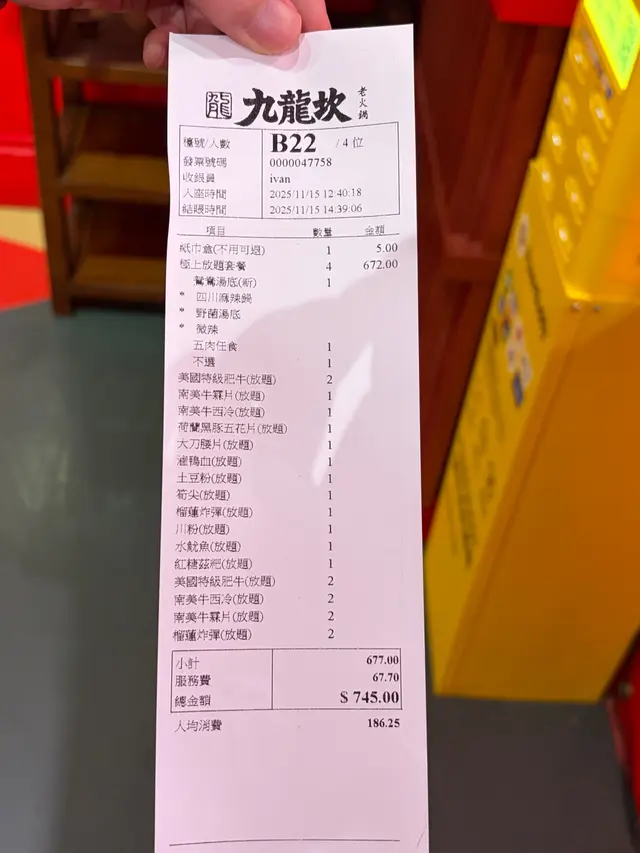 龍 九龍坎 老火鍋
檯號/人數 B22 / 4 位
發票號碼 0000047758
收銀員 ivan
入座時間 2025/11/15 12:40:18
結賬時間 2025/11/15 14:39:06
項目 數量 金額
紙巾盒(不用可退) 1 5.00
極上放題套餐 4 672.00
鴛鴦湯底(新) 1
* 四川麻辣鍋
* 野菌湯底
* 微辣
五肉任食 1
不選 1
美國特級肥牛(放題) 2
南美牛霖片(放題) 1
南美牛西冷(放題) 1
荷蘭黑豚五花片(放題) 1
大刀腰片(放題) 1
滷鴨血(放題) 1
土豆粉(放題) 1
筍尖(放題) 1
榴蓮炸彈(放題) 1
川粉(放題) 1
水魷魚(放題) 1
紅糖茲粑(放題) 1
美國特級肥牛(放題) 2
南美牛西冷(放題) 2
南美牛霖片(放題) 2
榴蓮炸彈(放題) 2
小計 677.00
服務費 67.70
總金額 $ 745.00
人均消費 186.25